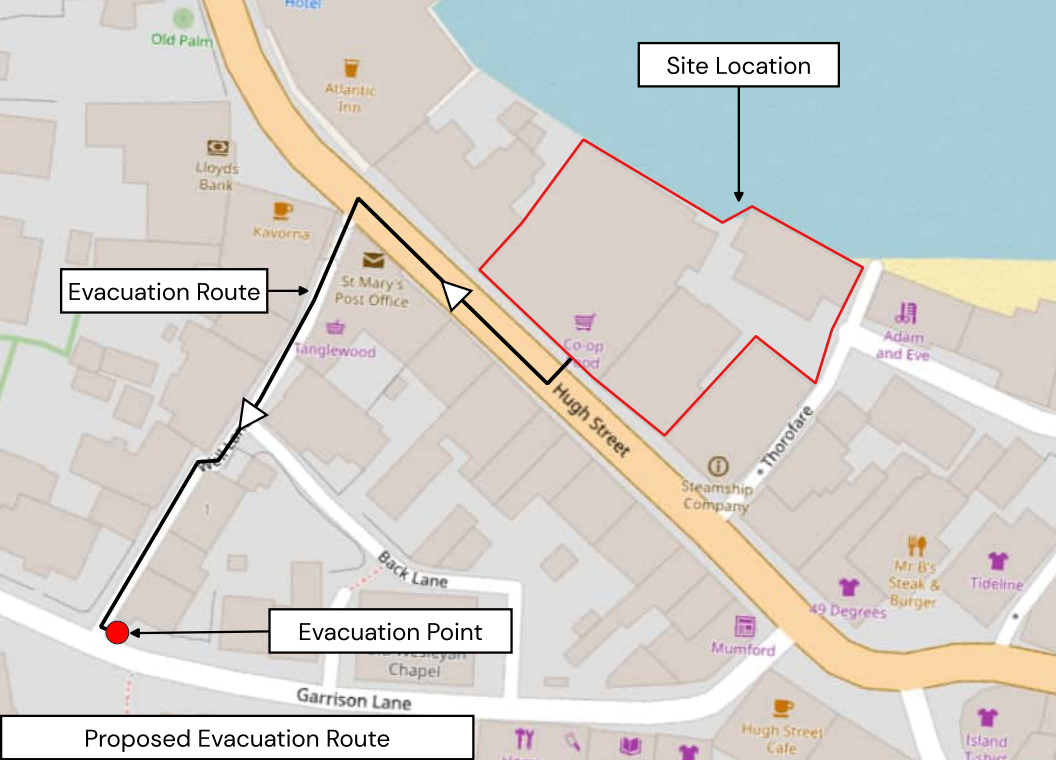 Hotel
Old Palm
Site Location
Atlantic
Inn
Lloyds
Bank
Kavorna
St Mary's
Post Office
Evacuation Route
Tanglewood
Co-op
Adam
and Eve
Hugh Street
Thorofare
Steamship
Company
1
Back Lane
Mr B's
Steak &
Burger
Tideline
49 Degrees
Evacuation Point
Mumford
Chapel
Garrison Lane
Hugh Street
Cafe
Island
Proposed Evacuation Route